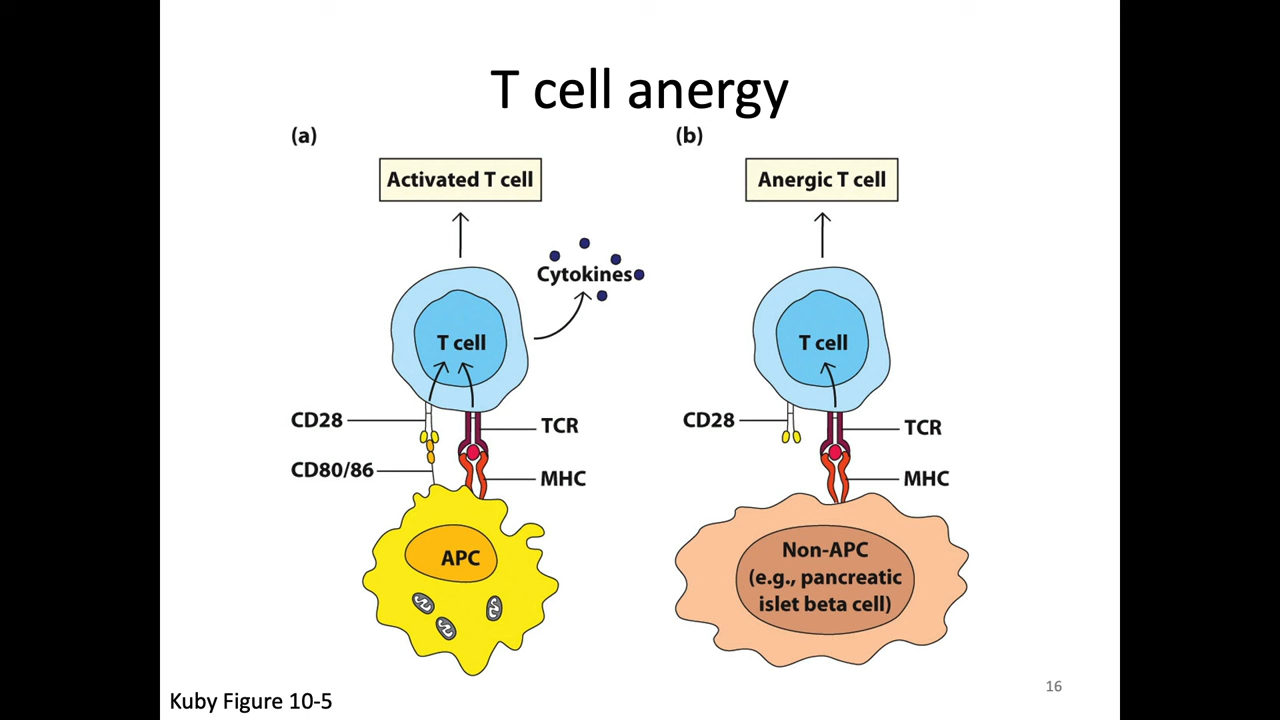 T cell anergy
(a)
Activated T cell
Cytokines
T cell
CD28
TCR
CD80/86
MHC
APC
(b)
Anergic T cell
T cell
CD28
TCR
MHC
Non-APC
(e.g., pancreatic
islet beta cell)
Kuby Figure 10-5
16